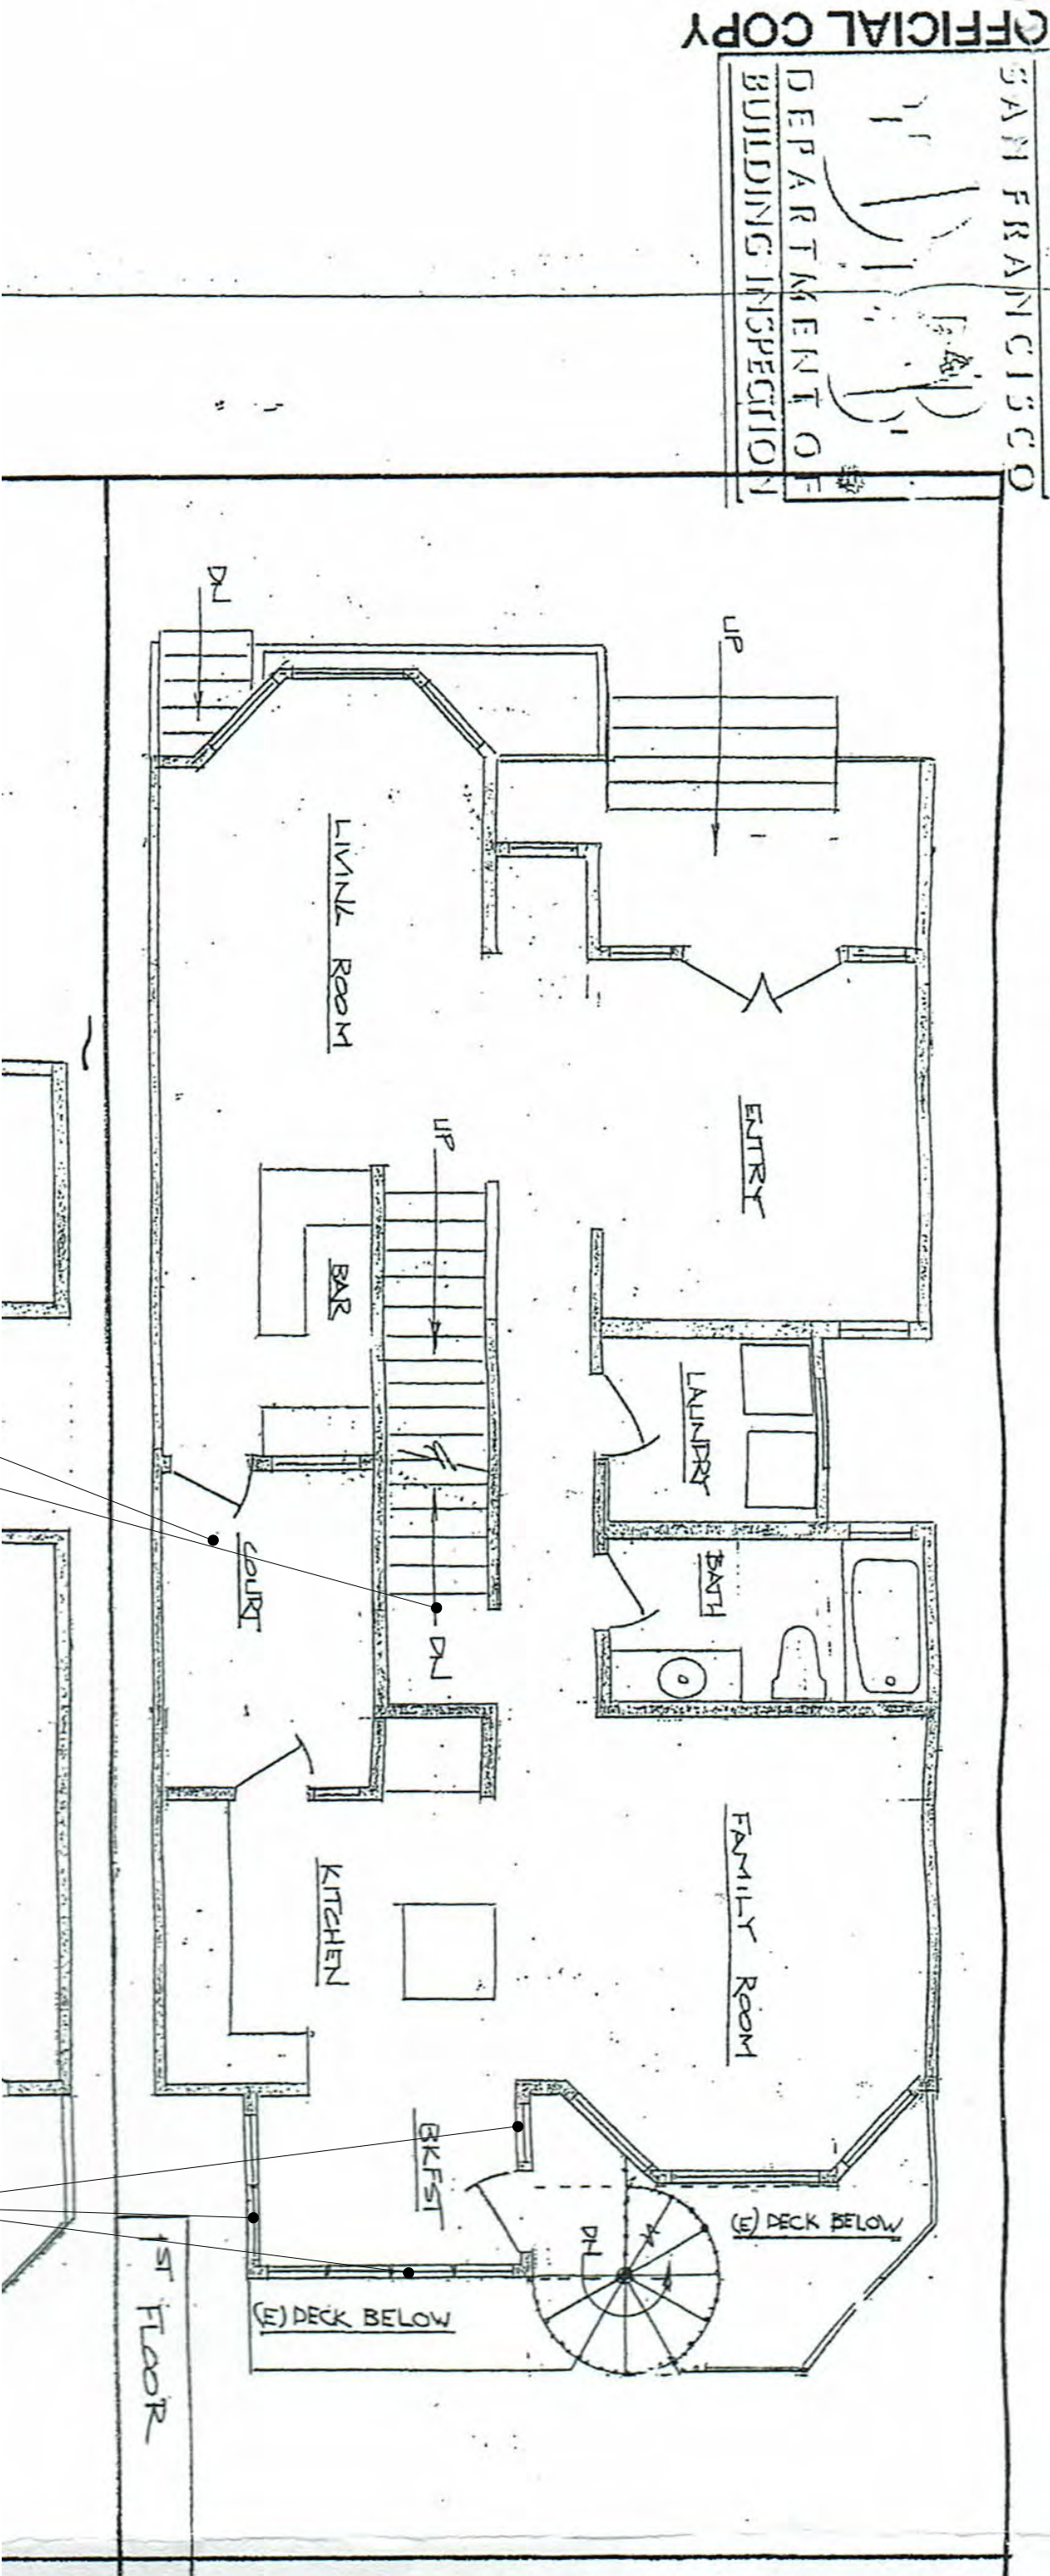 OFFICIAL COPY
SAN FRANCISCO
DEPARTMENT OF
BUILDING INSPECTION
DN
UP
LIVING ROOM
ENTRY
UP
BAR
LAUNDRY
COURT
BATH
DN
KITCHEN
FAMILY ROOM
BKFST
DN
(E) DECK BELOW
(E) DECK BELOW
1ST FLOOR